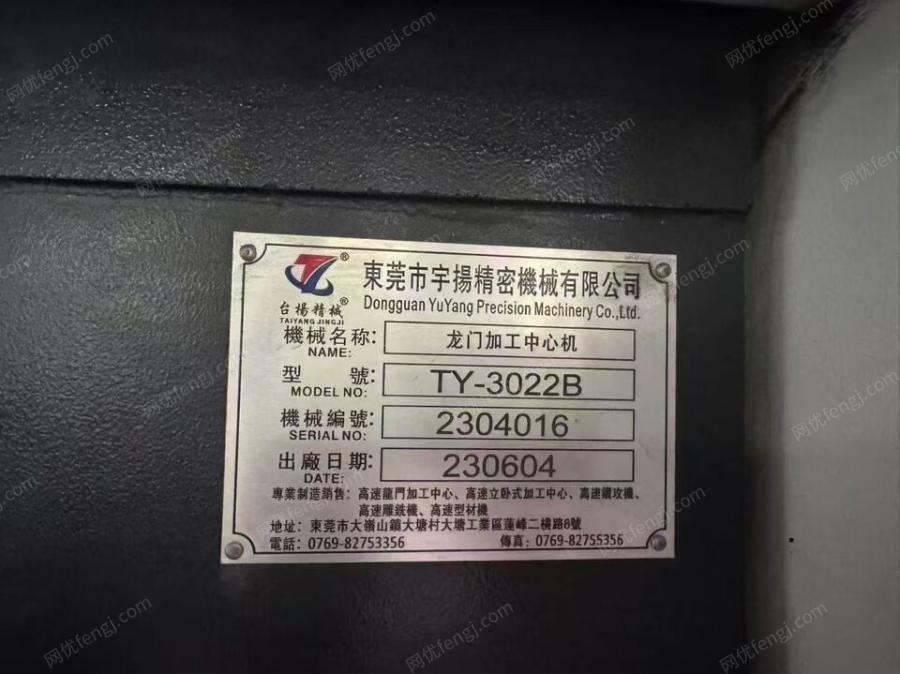 東莞市宇揚精密機械有限公司
Dongguan YuYang Precision Machinery Co.,Ltd.
台揚精械®
TAIYANG JINGJI
機械名称: 龙门加工中心机
NAME:
型 號: TY-3022B
MODEL NO:
機械編號: 2304016
SERIAL NO:
出廠日期: 230604
DATE:
專業制造銷售：高速龍門加工中心、高速立卧式加工中心、高速鑽攻機、
高速雕銑機、高速型材機
地址：東莞市大嶺山鎮大塘村大塘工業區蓮峰二橫路8號
電話：0769-82753356 傳真：0769-82755356
网优fengj.com